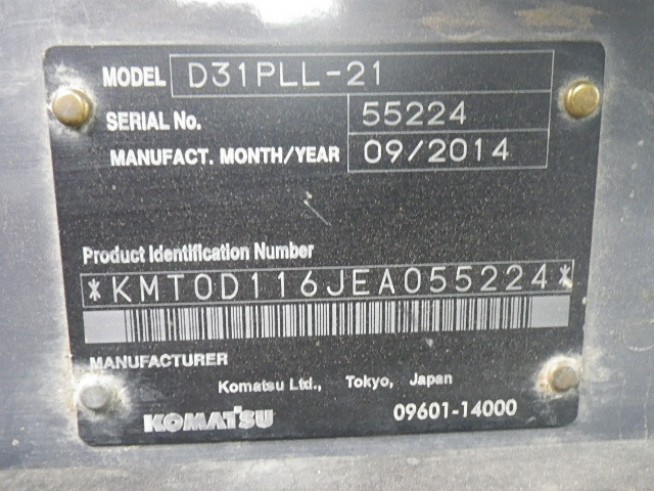 MODEL D31PLL-21
SERIAL No. 55224
MANUFACT. MONTH/YEAR 09/2014
Product Identification Number
*KMT0D116JEA055224*
MANUFACTURER
Komatsu Ltd., Tokyo, Japan
KOMATSU 09601-14000